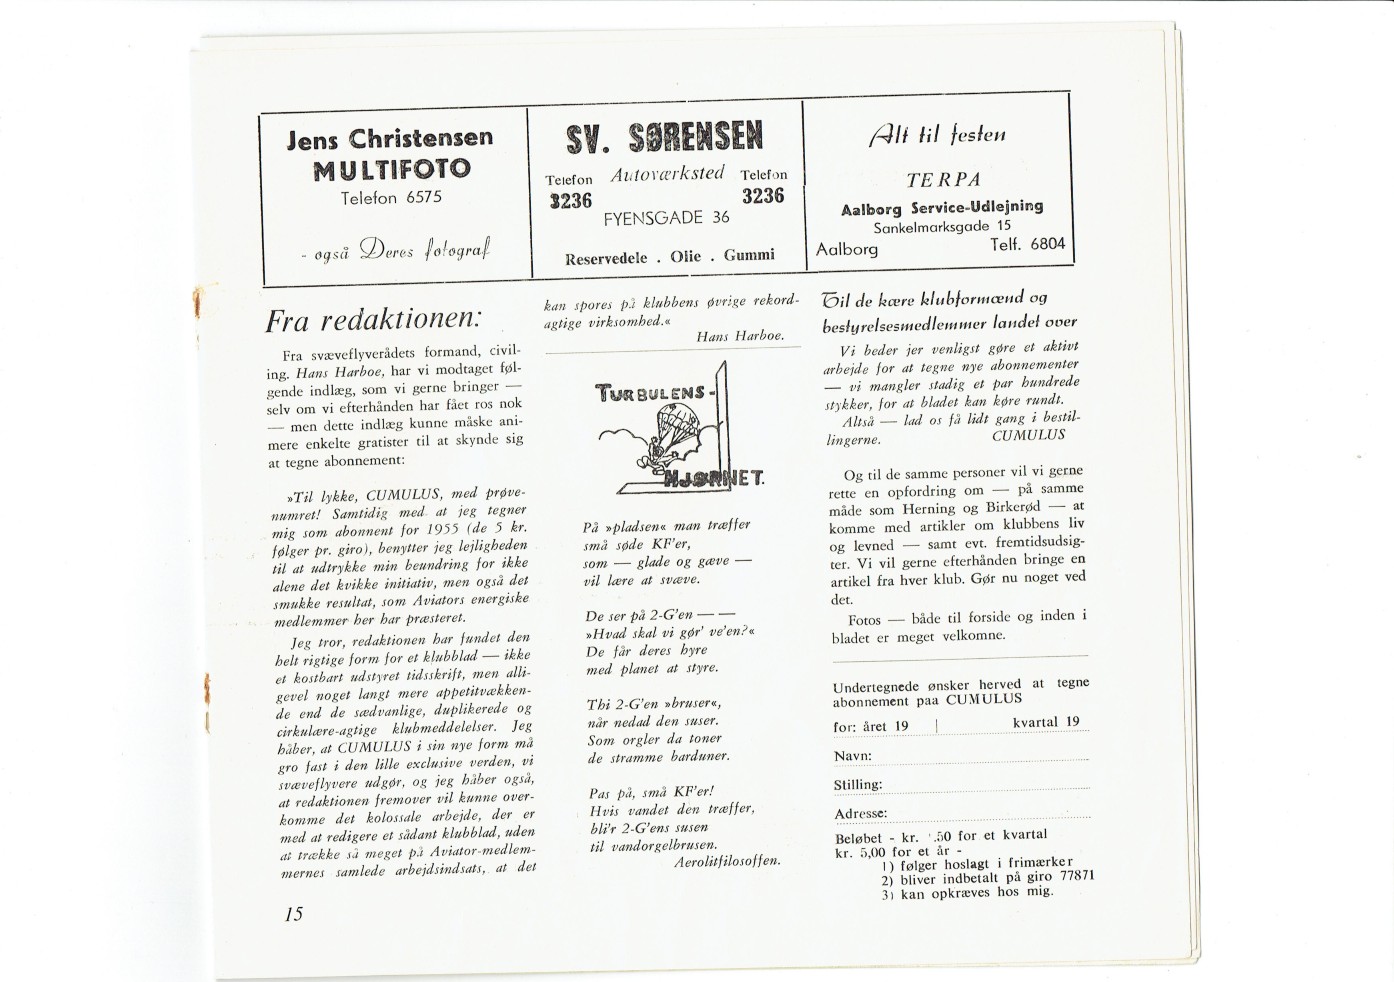 Jens Christensen
MULTIFOTO
Telefon 6575
- også Deres fotograf
SV. SØRENSEN
Telefon Autoværksted Telefon
3236 3236
FYENSGADE 36
Reservedele . Olie . Gummi
Alt til festen
TERPA
Aalborg Service-Udlejning
Sankelmarksgade 15
Aalborg Telf. 6804
Fra redaktionen:
Fra svæveflyverådets formand, civil-
ing. Hans Harboe, har vi modtaget føl-
gende indlæg, som vi gerne bringer —
selv om vi efterhånden har fået ros nok
— men dette indlæg kunne måske ani-
mere enkelte gratister til at skynde sig
at tegne abonnement:
»Til lykke, CUMULUS, med prøve-
numret! Samtidig med at jeg tegner
mig som abonnent for 1955 (de 5 kr.
følger pr. giro), benytter jeg lejligheden
til at udtrykke min beundring for ikke
alene det kvikke initiativ, men også det
smukke resultat, som Aviators energiske
medlemmer her har præsteret.
Jeg tror, redaktionen har fundet den
helt rigtige form for et klubblad — ikke
et kostbart udstyret tidsskrift, men alli-
gevel noget langt mere appetitvækken-
de end de sædvanlige, duplikerede og
cirkulære-agtige klubmeddelelser. Jeg
håber, at CUMULUS i sin nye form må
gro fast i den lille exclusive verden, vi
svæveflyvere udgør, og jeg håber også,
at redaktionen fremover vil kunne over-
komme det kolossale arbejde, der er
med at redigere et sådant klubblad, uden
at trække så meget på Aviator-medlem-
mernes samlede arbejdsindsats, at det
15
kan spores på klubbens øvrige rekord-
agtige virksomhed.«
Hans Harboe.
TURBULENS-
HJØRNET.
På »pladsen« man træffer
små søde KF'er,
som — glade og gæve —
vil lære at svæve.
De ser på 2-G'en — —
»Hvad skal vi gør' ve'en?«
De får deres hyre
med planet at styre.
Thi 2-G'en »bruser«,
når nedad den suser.
Som orgler da toner
de stramme barduner.
Pas på, små KF'er!
Hvis vandet den træffer,
bli'r 2-G'ens susen
til vandorgelbrusen.
Aerolitfilosoffen.
Til de kære klubformænd og
bestyrelsesmedlemmer landet over
Vi beder jer venligst gøre et aktivt
arbejde for at tegne nye abonnementer
— vi mangler stadig et par hundrede
stykker, for at bladet kan køre rundt.
Altså — lad os få lidt gang i bestil-
lingerne. CUMULUS
Og til de samme personer vil vi gerne
rette en opfordring om — på samme
måde som Herning og Birkerød — at
komme med artikler om klubbens liv
og levned — samt evt. fremtidsudsig-
ter. Vi vil gerne efterhånden bringe en
artikel fra hver klub. Gør nu noget ved
det.
Fotos — både til forside og inden i
bladet er meget velkomne.
Undertegnede ønsker herved at tegne
abonnement paa CUMULUS
for: året 19 | kvartal 19
Navn:
Stilling:
Adresse:
Beløbet - kr. .50 for et kvartal
kr. 5,00 for et år -
1) følger hoslagt i frimærker
2) bliver indbetalt på giro 77871
3) kan opkræves hos mig.